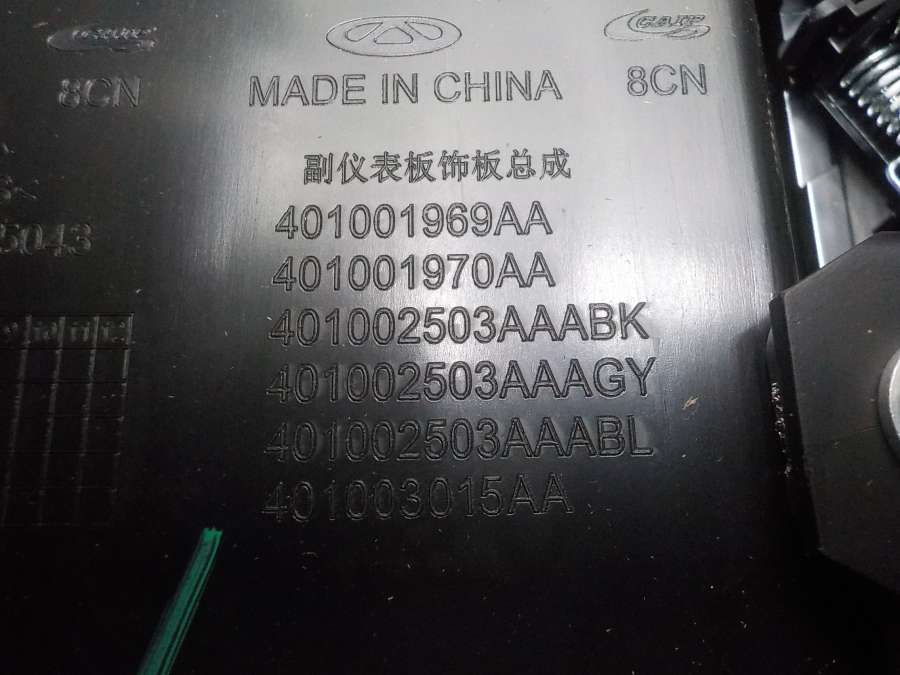 8CN
MADE IN CHINA
8CN
副仪表板饰板总成
401001969AA
401001970AA
401002503AAABK
401002503AAAGY
401002503AAABL
401003015AA
5043